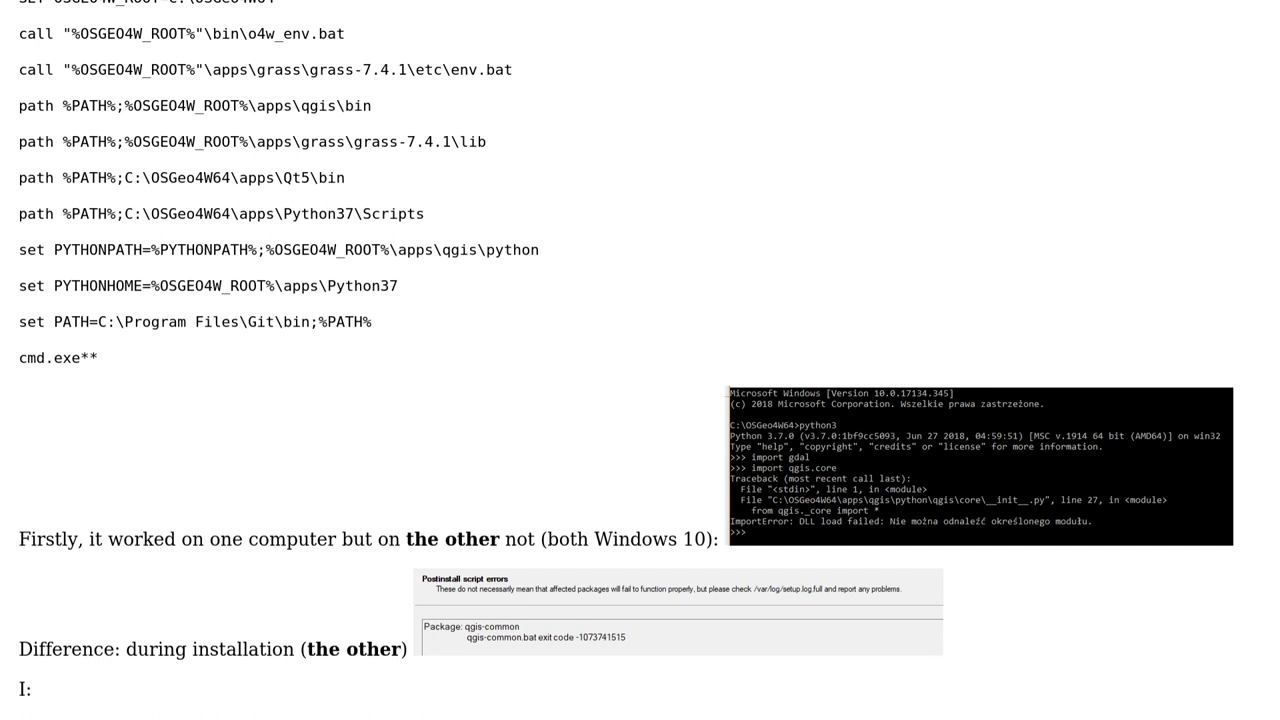 SET OSGEO4W_ROOT=C:\OSGeo4W64
call "%OSGEO4W_ROOT%"\bin\o4w_env.bat
call "%OSGEO4W_ROOT%"\apps\grass\grass-7.4.1\etc\env.bat
path %PATH%;%OSGEO4W_ROOT%\apps\qgis\bin
path %PATH%;%OSGEO4W_ROOT%\apps\grass\grass-7.4.1\lib
path %PATH%;C:\OSGeo4W64\apps\Qt5\bin
path %PATH%;C:\OSGeo4W64\apps\Python37\Scripts
set PYTHONPATH=%PYTHONPATH%;%OSGEO4W_ROOT%\apps\qgis\python
set PYTHONHOME=%OSGEO4W_ROOT%\apps\Python37
set PATH=C:\Program Files\Git\bin;%PATH%
cmd.exe**
Microsoft Windows [Version 10.0.17134.345]
(c) 2018 Microsoft Corporation. Wszelkie prawa zastrzeżone.
C:\OSGeo4W64>python3
Python 3.7.0 (v3.7.0:1bf9cc5093, Jun 27 2018, 04:59:51) [MSC v.1914 64 bit (AMD64)] on win32
Type "help", "copyright", "credits" or "license" for more information.
>>> import gdal
>>> import qgis.core
Traceback (most recent call last):
File "<stdin>", line 1, in <module>
File "C:\OSGeo4W64\apps\qgis\python\qgis\core\__init__.py", line 27, in <module>
from qgis._core import *
ImportError: DLL load failed: Nie można odnaleźć określonego modułu.
>>>
Firstly, it worked on one computer but on the other not (both Windows 10):
Postinstall script errors
These do not necessarily mean that affected packages will fail to function properly, but please check /var/log/setup.log.full and report any problems.
Package: qgis-common
qgis-common.bat exit code -1073741515
Difference: during installation (the other)
I: